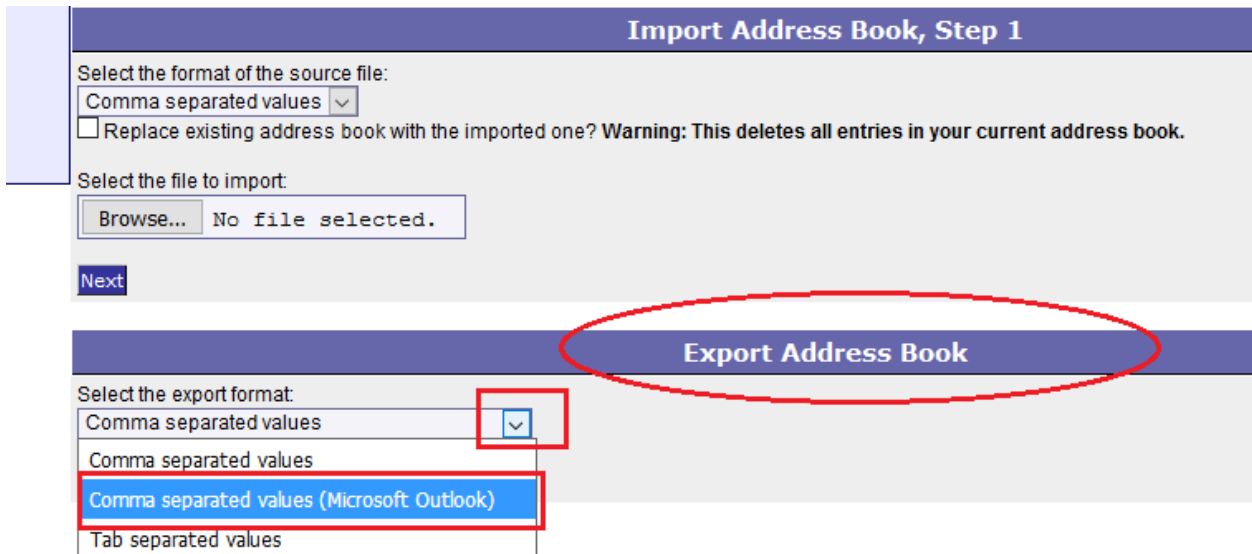 Import Address Book, Step 1
Select the format of the source file:
Comma separated values
Replace existing address book with the imported one? Warning: This deletes all entries in your current address book.
Select the file to import:
Browse... No file selected.
Next
Export Address Book
Select the export format:
Comma separated values
Comma separated values
Comma separated values (Microsoft Outlook)
Tab separated values